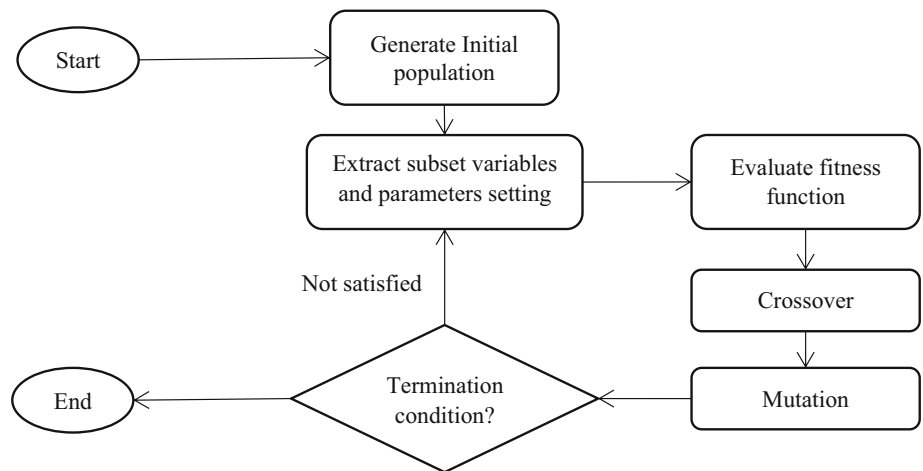 Start
Generate Initial
population
Extract subset variables
and parameters setting
Evaluate fitness
function
Crossover
Mutation
Termination
condition?
Not satisfied
End